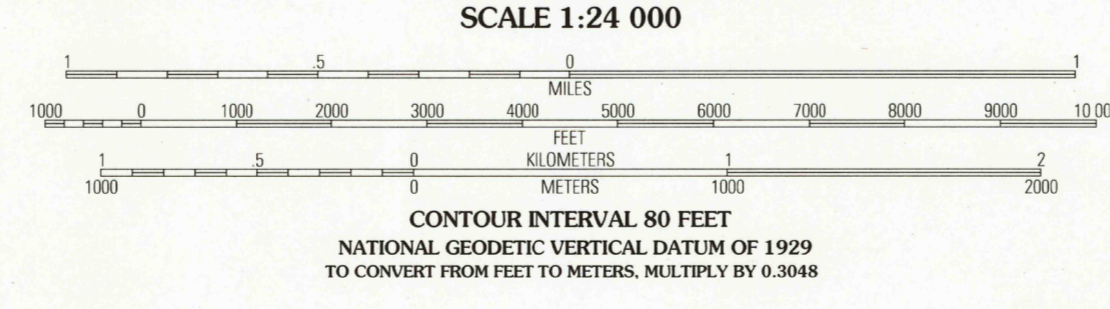 SCALE 1:24 000
1 .5 0 1
MILES
1000 0 1000 2000 3000 4000 5000 6000 7000 8000 9000 10 00
FEET
1 .5 0 KILOMETERS 1 2
1000 0 METERS 1000 2000
CONTOUR INTERVAL 80 FEET
NATIONAL GEODETIC VERTICAL DATUM OF 1929
TO CONVERT FROM FEET TO METERS, MULTIPLY BY 0.3048